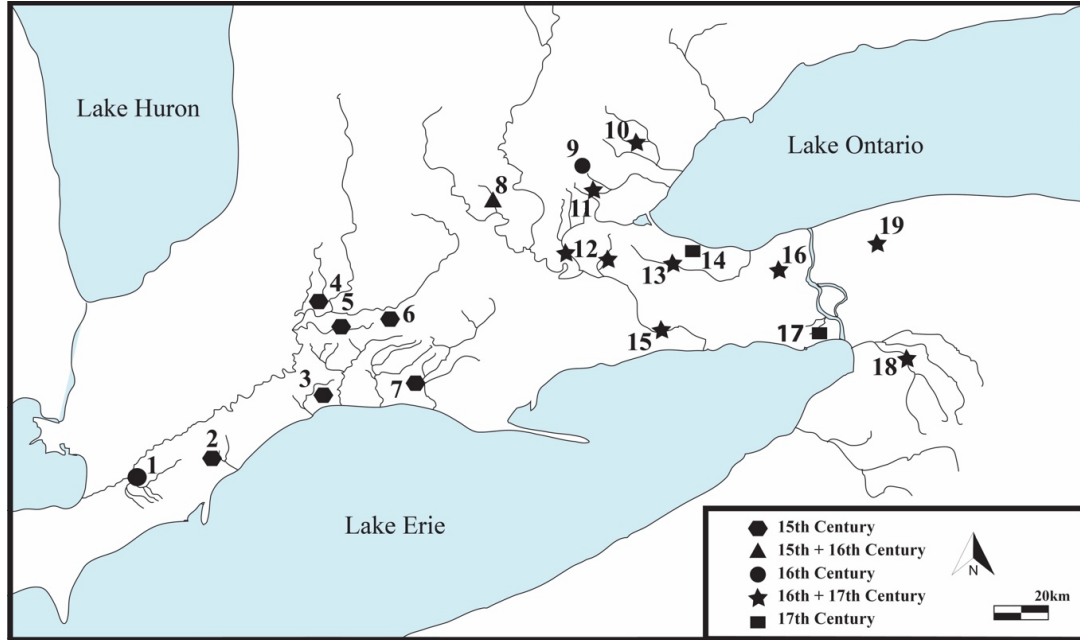 Lake Huron
Lake Ontario
10
9
8
11
19
12
16
13
14
4
5
6
15
17
18
3
7
2
1
Lake Erie
15th Century
15th + 16th Century
16th Century
16th + 17th Century
17th Century
N
20km